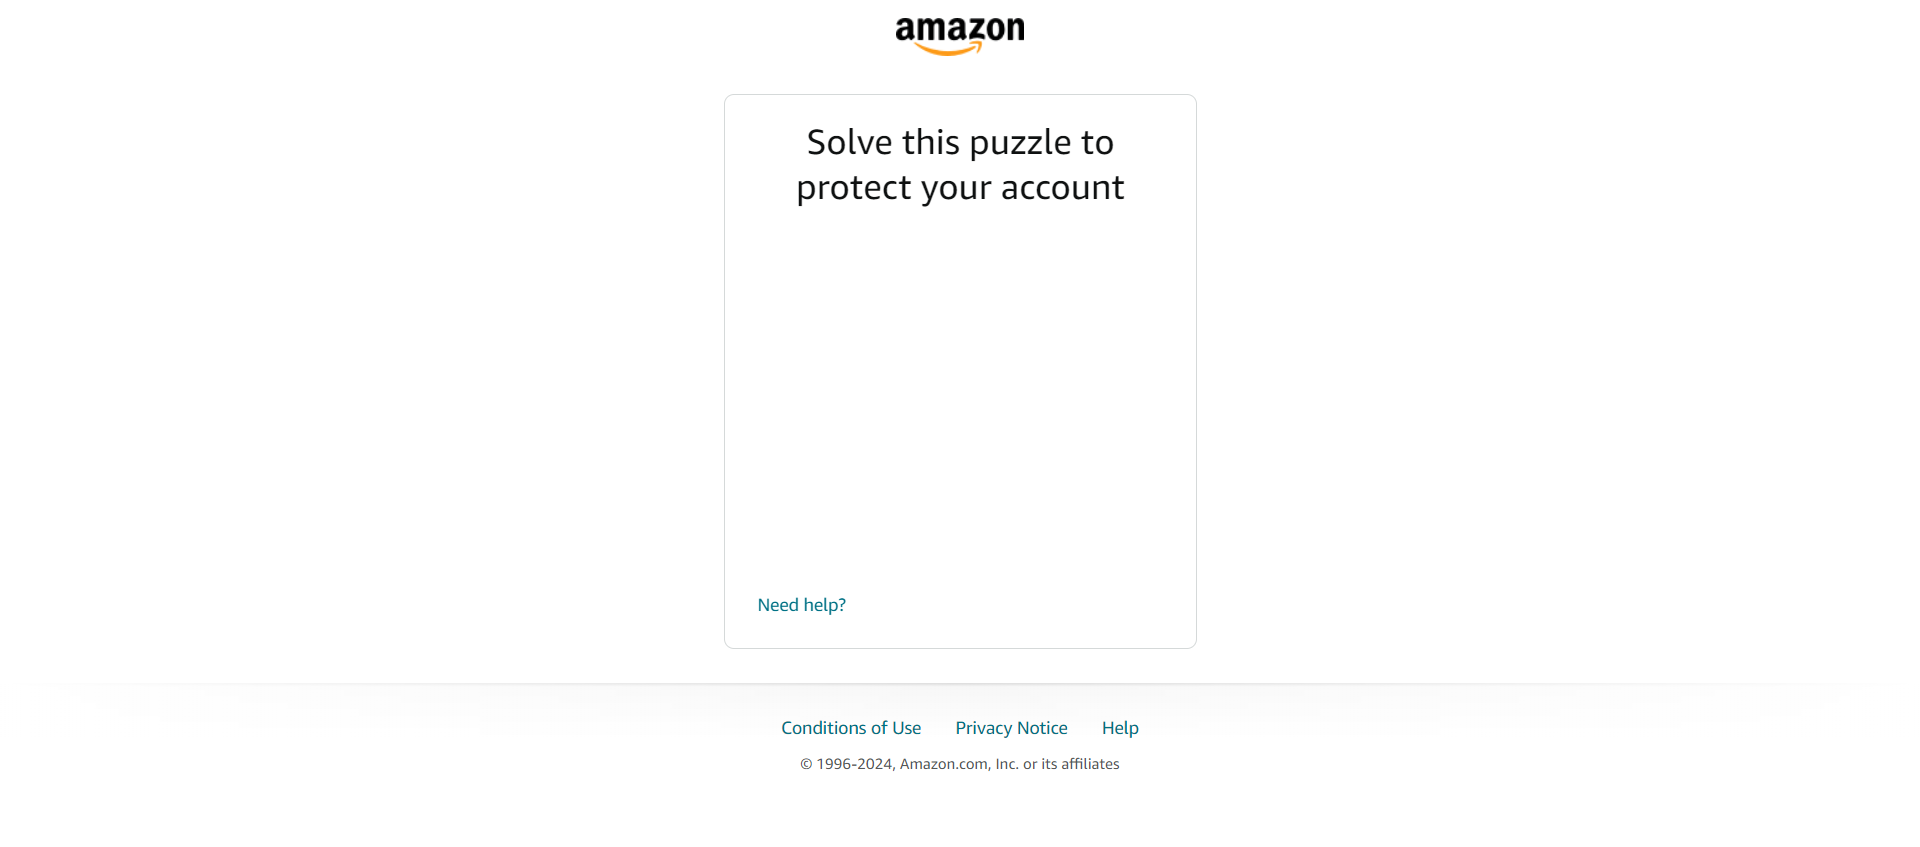 amazon
Solve this puzzle to
protect your account
Need help?
Conditions of Use Privacy Notice Help
© 1996-2024, Amazon.com, Inc. or its affiliates